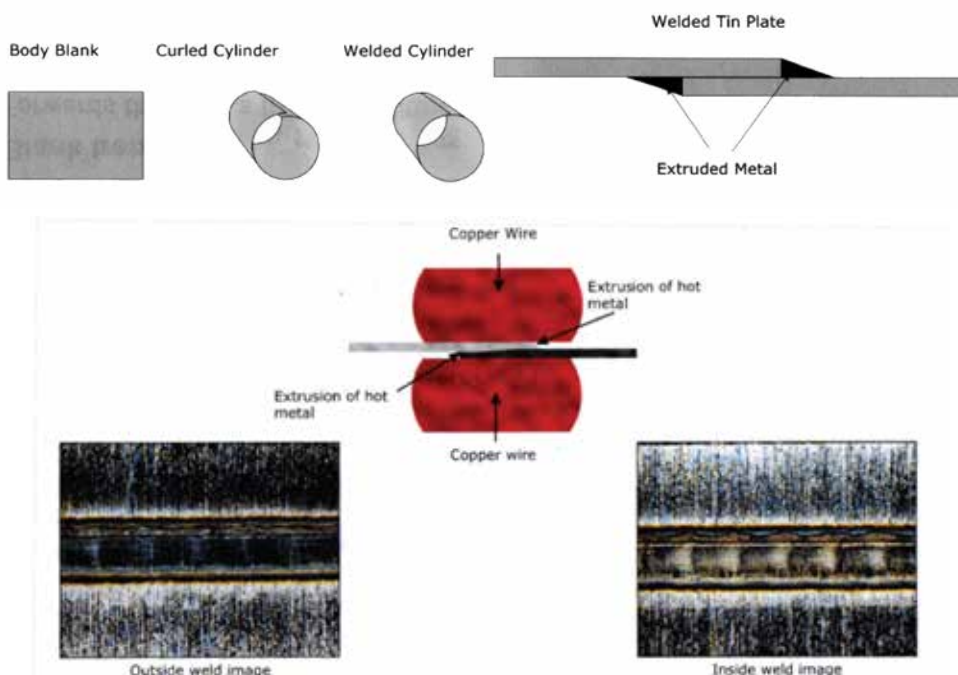 Welded Tin Plate
Body Blank
Curled Cylinder
Welded Cylinder
Extruded Metal
Copper Wire
Extrusion of hot
metal
Extrusion of hot
metal
Copper wire
Outside weld image
Inside weld image